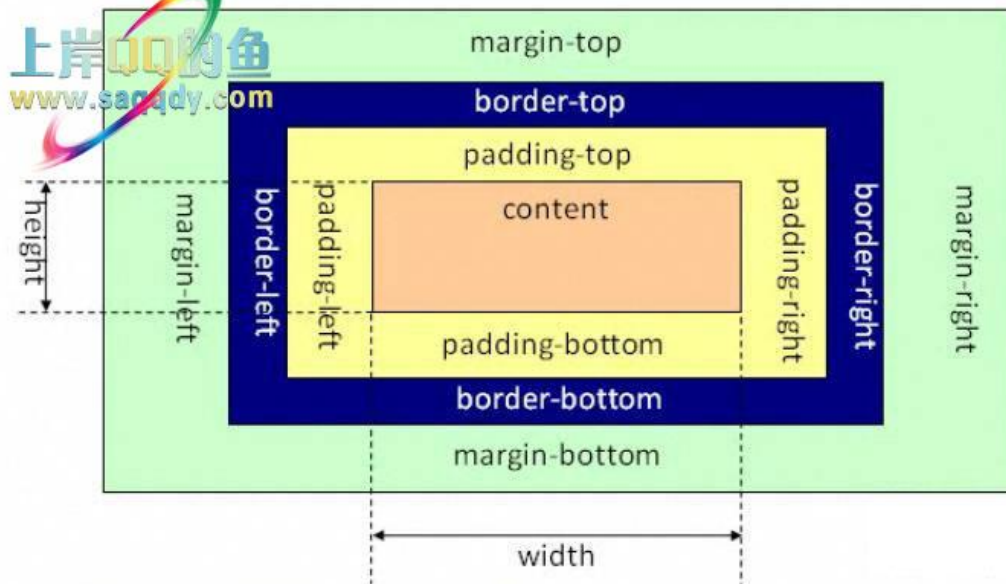 margin-top
上岸QQ的鱼
www.saqqdy.com
border-top
padding-top
height
margin-left
border-left
padding-left
content
padding-right
border-right
margin-right
padding-bottom
border-bottom
margin-bottom
width